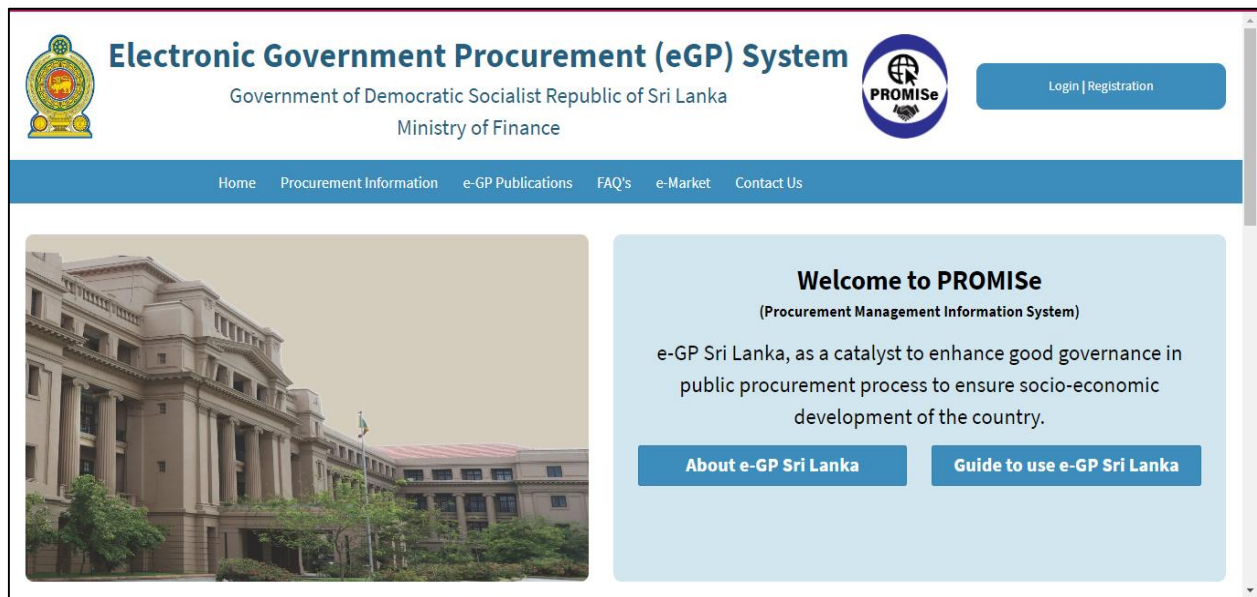 Electronic Government Procurement (eGP) System
Government of Democratic Socialist Republic of Sri Lanka
Ministry of Finance
PROMISe
Login | Registration
Home Procurement Information e-GP Publications FAQ's e-Market Contact Us
Welcome to PROMISe
(Procurement Management Information System)
e-GP Sri Lanka, as a catalyst to enhance good governance in
public procurement process to ensure socio-economic
development of the country.
About e-GP Sri Lanka
Guide to use e-GP Sri Lanka